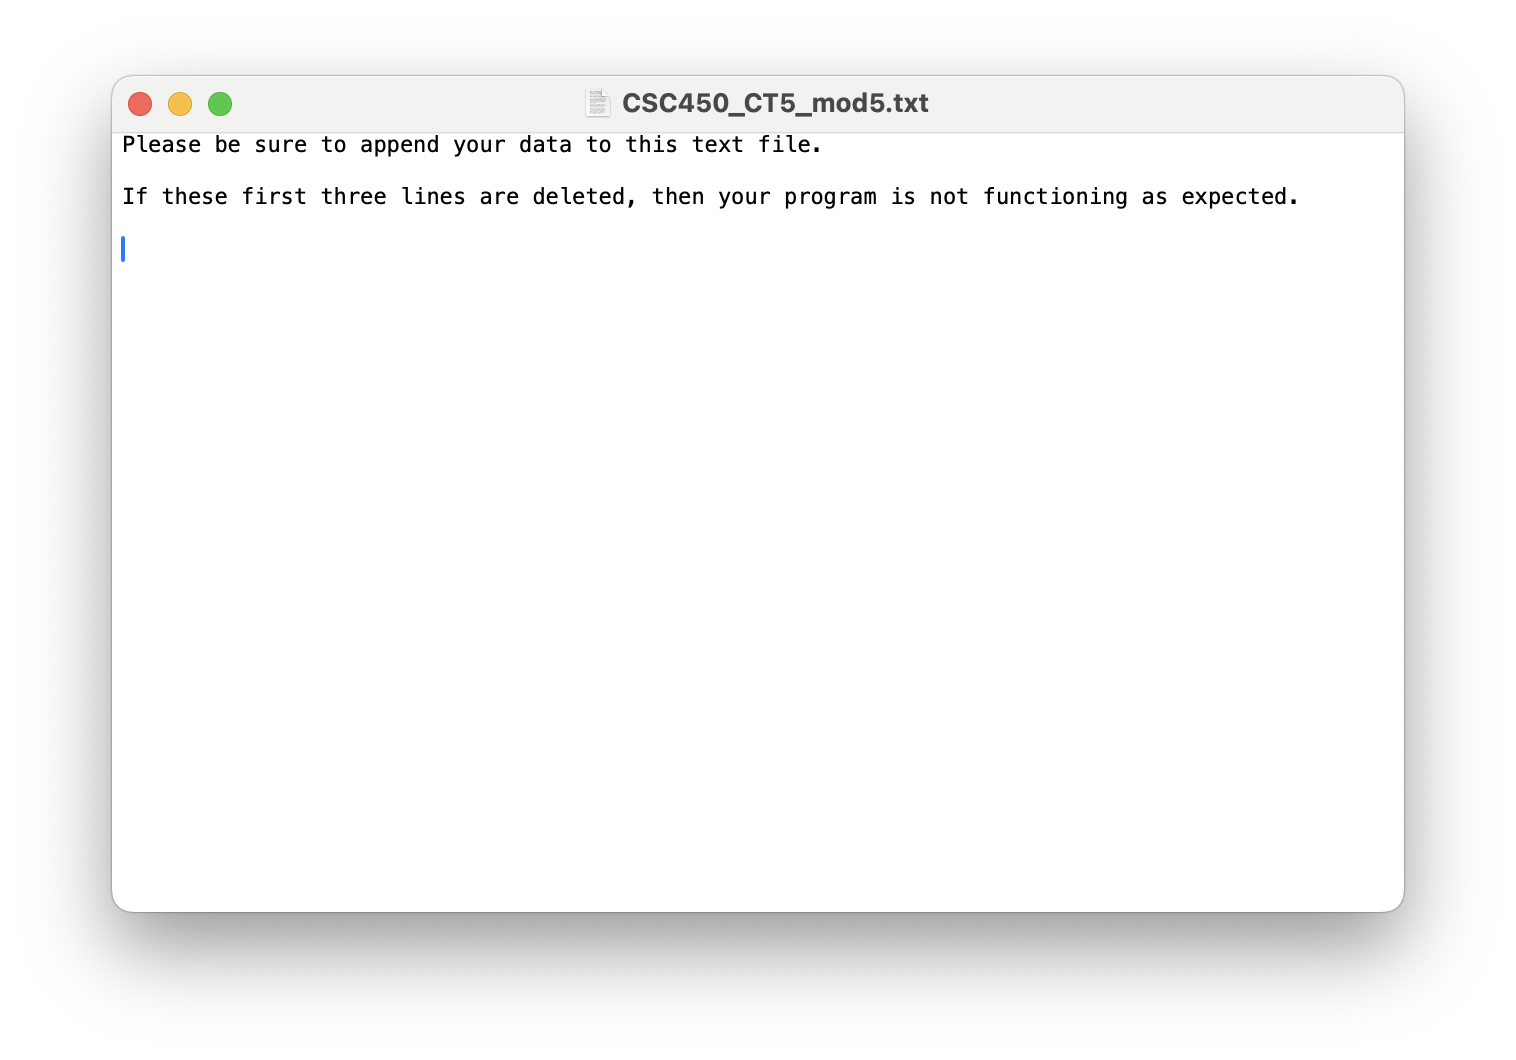 CSC450_CT5_mod5.txt
Please be sure to append your data to this text file.
If these first three lines are deleted, then your program is not functioning as expected.